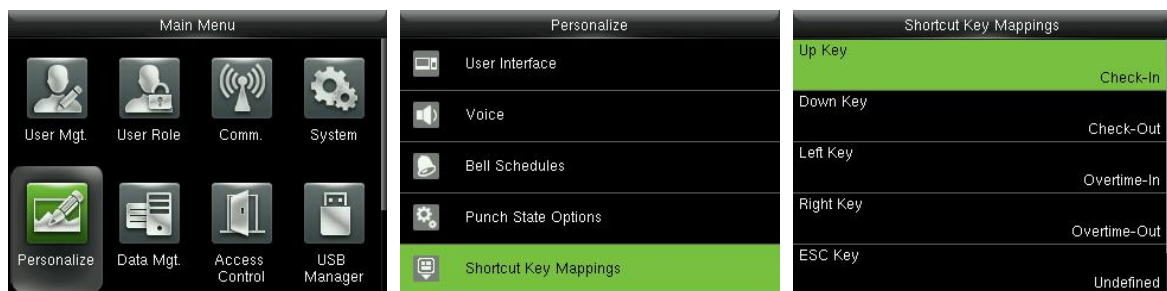 Main Menu
User Mgt.
User Role
Comm.
System
Personalize
Data Mgt.
Access
Control
USB
Manager
Personalize
User Interface
Voice
Bell Schedules
Punch State Options
Shortcut Key Mappings
Shortcut Key Mappings
Up Key
Check-In
Down Key
Check-Out
Left Key
Overtime-In
Right Key
Overtime-Out
ESC Key
Undefined